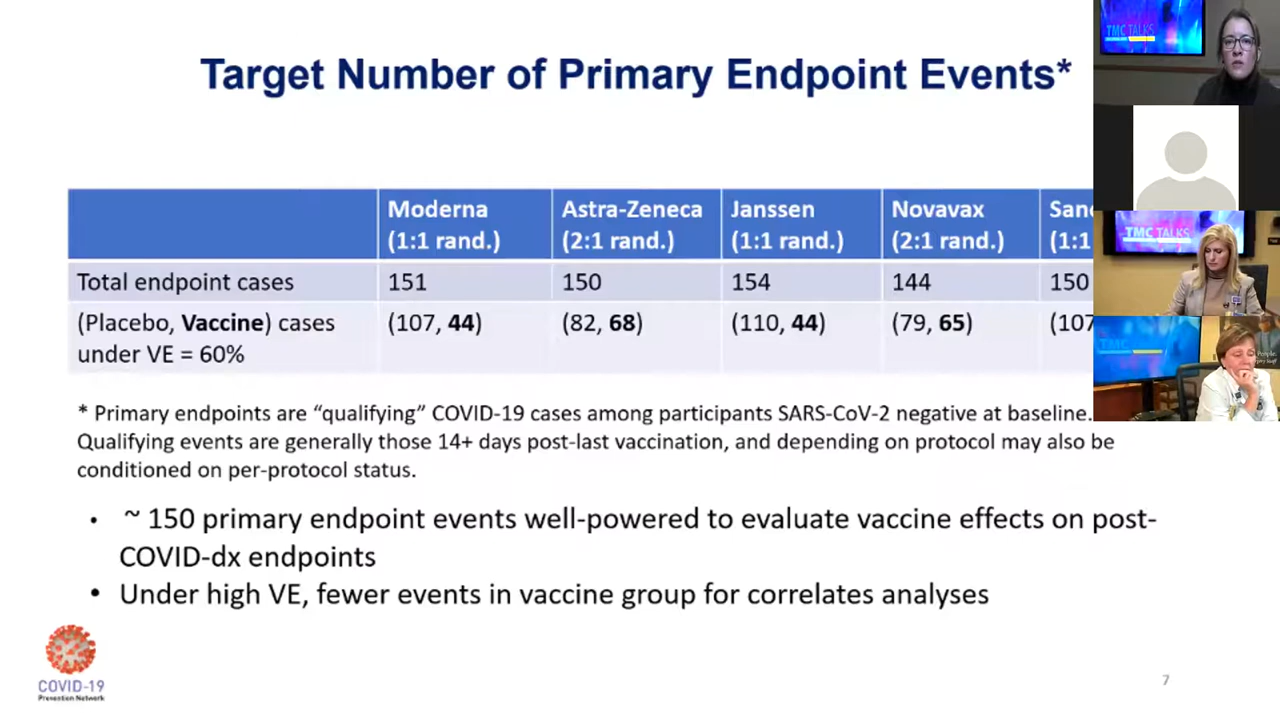 Target Number of Primary Endpoint Events*
Moderna Astra-Zeneca Janssen Novavax
(1:1 rand.) (2:1 rand.) (1:1 rand.) (2:1 rand.) (1:1
Total endpoint cases 151 150 154 144 150
(Placebo, Vaccine) cases (107, 44) (82, 68) (110, 44) (79, 65) (107
under VE = 60%
* Primary endpoints are “qualifying” COVID-19 cases among participants SARS-CoV-2 negative at baseline.
Qualifying events are generally those 14+ days post-last vaccination, and depending on protocol may also be
conditioned on per-protocol status.
• ~ 150 primary endpoint events well-powered to evaluate vaccine effects on post-
COVID-dx endpoints
• Under high VE, fewer events in vaccine group for correlates analyses
COVID-19
Prevention Network
7
TMC TALKS
TMC TALKS
TMC